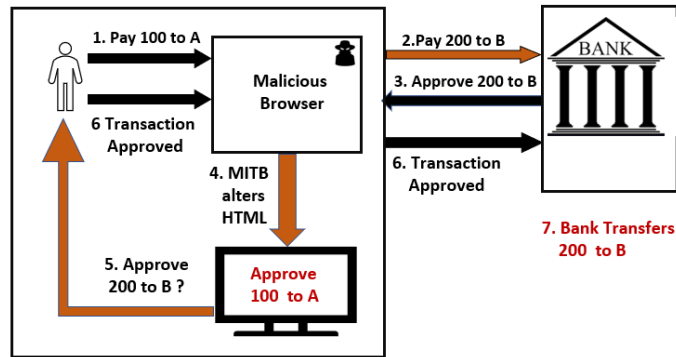 1. Pay 100 to A
Malicious
Browser
2.Pay 200 to B
BANK
3. Approve 200 to B
6 Transaction
Approved
4. MITB
alters
HTML
6. Transaction
Approved
5. Approve
200 to B ?
Approve
100 to A
7. Bank Transfers
200 to B